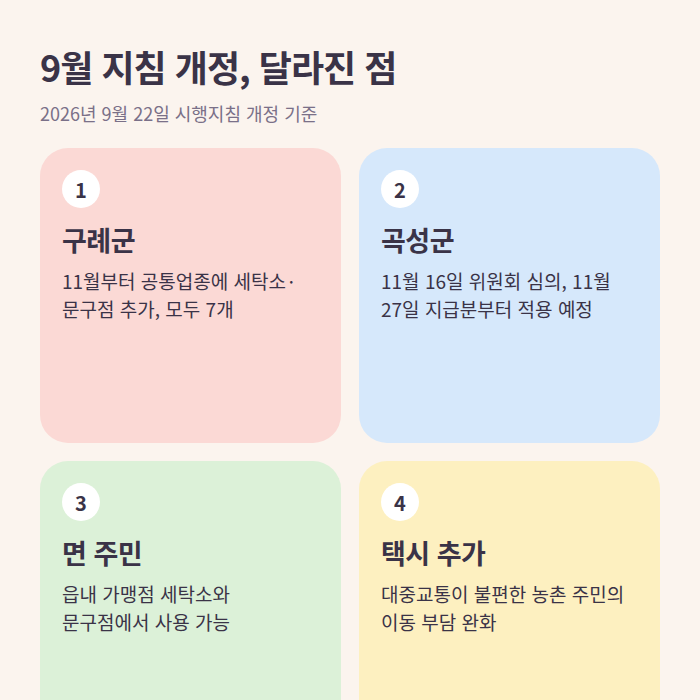 9월 지침 개정, 달라진 점
2026년 9월 22일 시행지침 개정 기준
1
구례군
11월부터 공통업종에 세탁소·
문구점 추가, 모두 7개
2
곡성군
11월 16일 위원회 심의, 11월
27일 지급분부터 적용 예정
3
면 주민
읍내 가맹점 세탁소와
문구점에서 사용 가능
4
택시 추가
대중교통이 불편한 농촌 주민의
이동 부담 완화